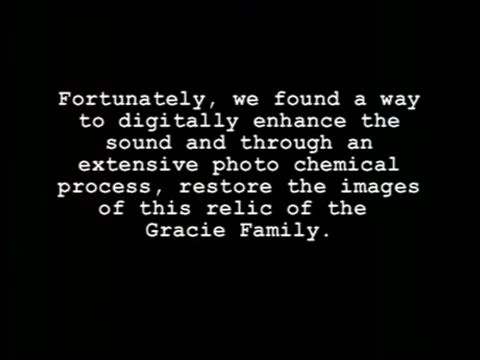 Fortunately, we found a way
to digitally enhance the
sound and through an
extensive photo chemical
process, restore the images
of this relic of the
Gracie Family.